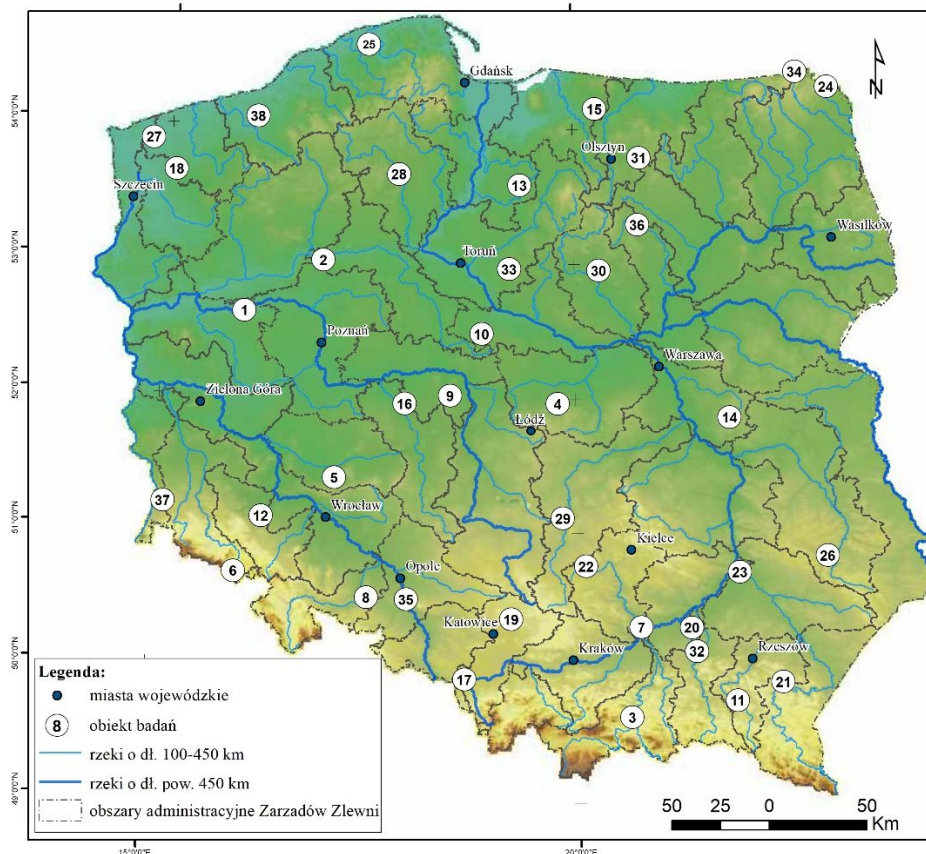 25
Gdańsk
34
24
54°0'0"N
38
15
27
Olsztyn
18
31
28
Szczecin
13
36
53°0'0"N
Wasilków
2
Toruń
33
30
1
Poznań
10
Warszawa
52°0'0"N
Zielona Góra
16
9
4
14
Łódź
5
37
12
Wrocław
29
51°0'0"N
Kielce
26
6
22
Opole
23
8
35
19
Katowice
7
20
Kraków
32
Rzeszów
17
21
11
3
N
Legenda:
miasta wojewódzkie
8 obiekt badań
rzeki o dł. 100-450 km
rzeki o dł. pow. 450 km
obszary administracyjne Zarzadów Zlewni
49°0'0"N
50 25 0 50
Km
15°0'0"E
20°0'0"E